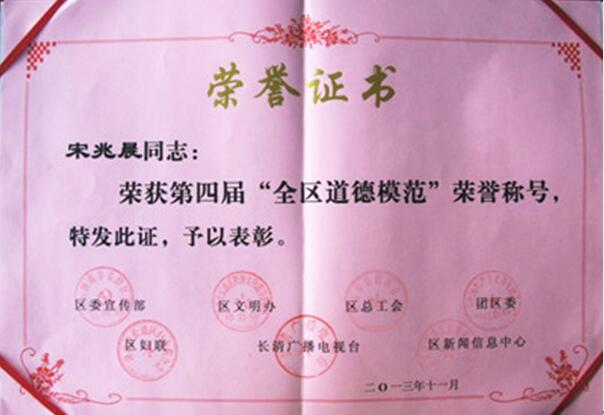 荣誉证书
宋兆展同志：
荣获第四届“全区道德模范”荣誉称号，
特发此证，予以表彰。
区委宣传部 区文明办 区总工会 团区委
区妇联 长清广播电视台 区新闻信息中心
二〇一三年十一月